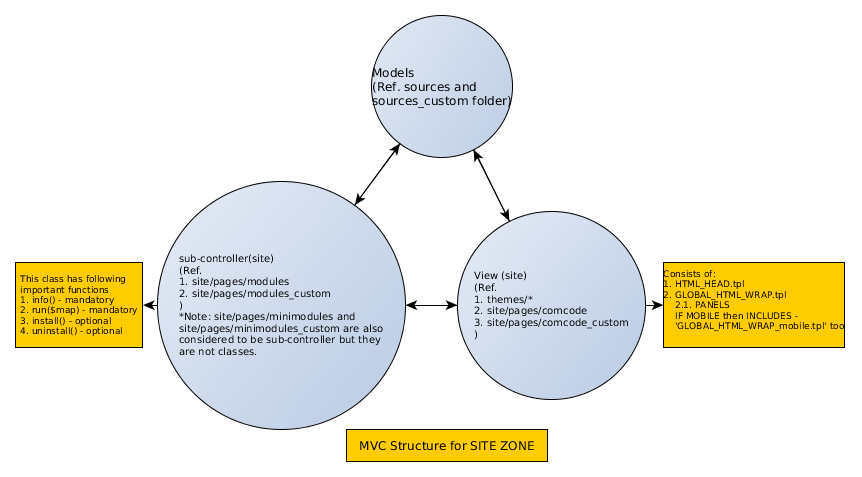 Models
(Ref. sources and
sources_custom folder)
sub-controller(site)
(Ref.
1. site/pages/modules
2. site/pages/modules_custom
)
*Note: site/pages/minimodules and
site/pages/minimodules_custom are also
considered to be sub-controller but they
are not classes.
View (site)
(Ref.
1. themes/*
2. site/pages/comcode
3. site/pages/comcode_custom
)
This class has following
important functions
1. info() - mandatory
2. run($map) - mandatory
3. install() - optional
4. uninstall() - optional
Consists of:
1. HTML_HEAD.tpl
2. GLOBAL_HTML_WRAP.tpl
2.1. PANELS
IF MOBILE then INCLUDES -
'GLOBAL_HTML_WRAP_mobile.tpl' too
MVC Structure for SITE ZONE